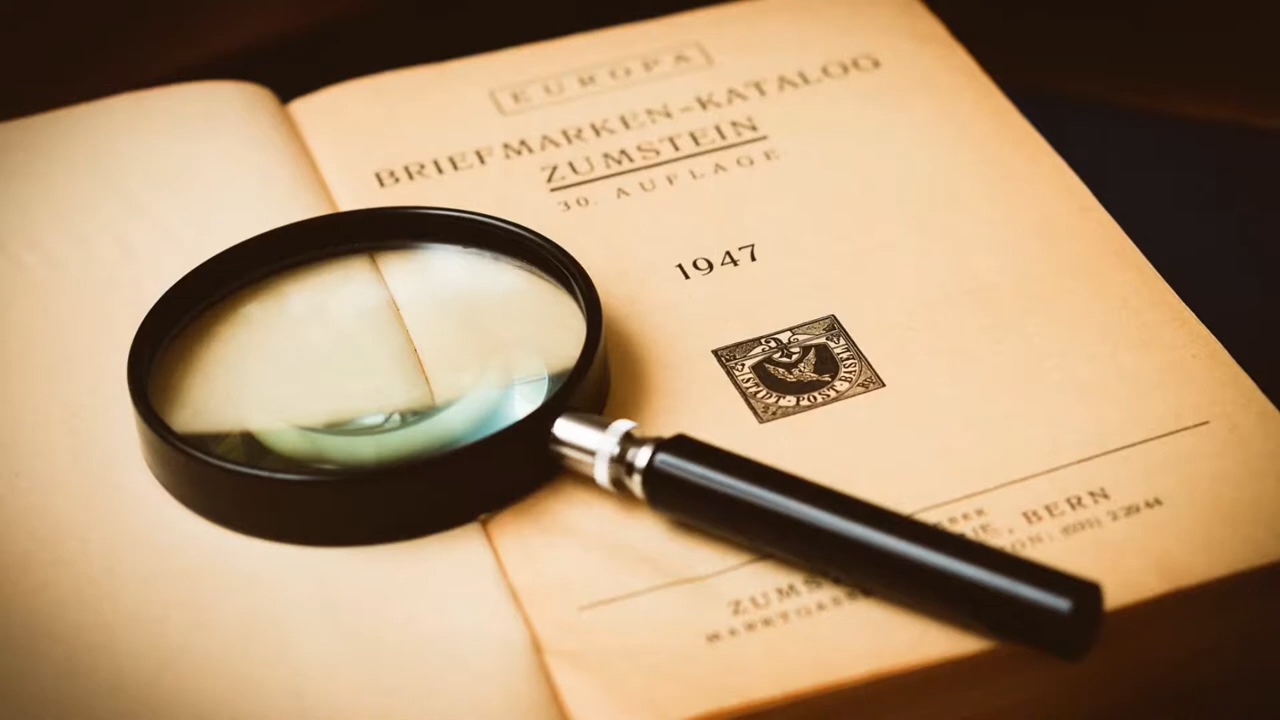 EUROPA
BRIEFMARKEN-KATALOG
ZUMSTEIN
30. AUFLAGE
1947
STADT·POST·BASEL
BERN